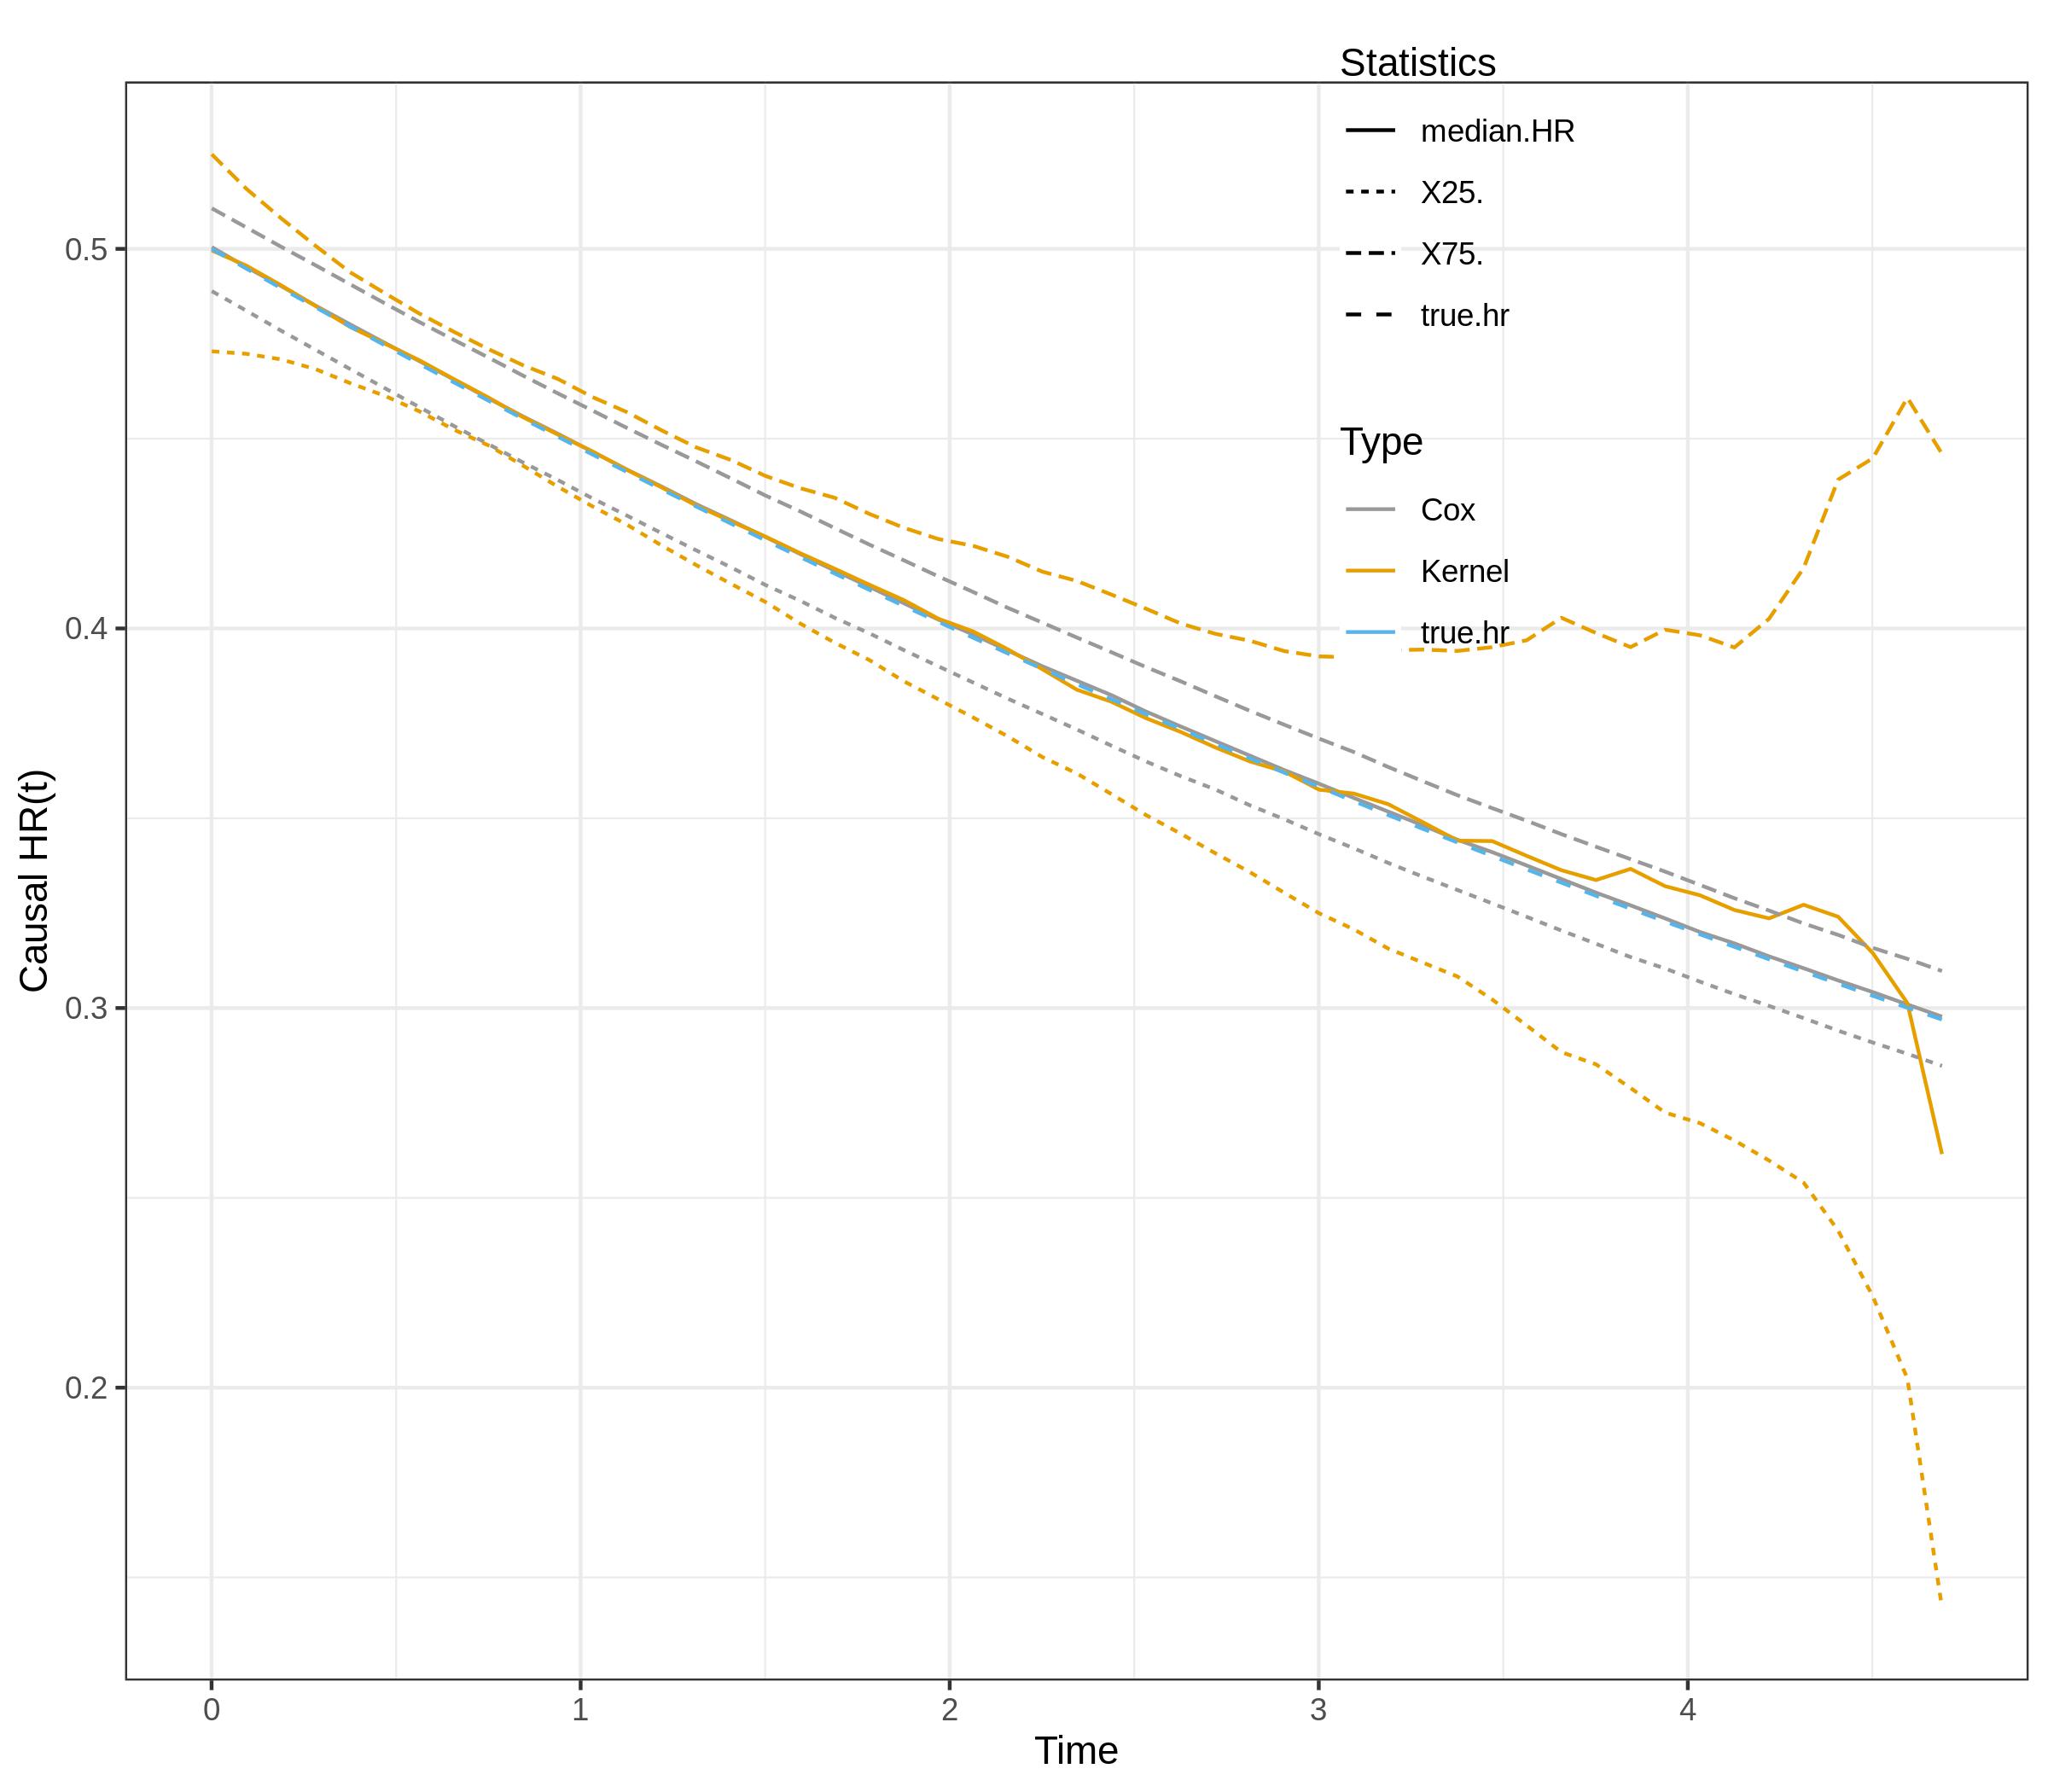 Statistics
median.HR
X25.
X75.
true.hr
Type
Cox
Kernel
true.hr
Causal HR(t)
0.5
0.4
0.3
0.2
0
1
2
3
4
Time